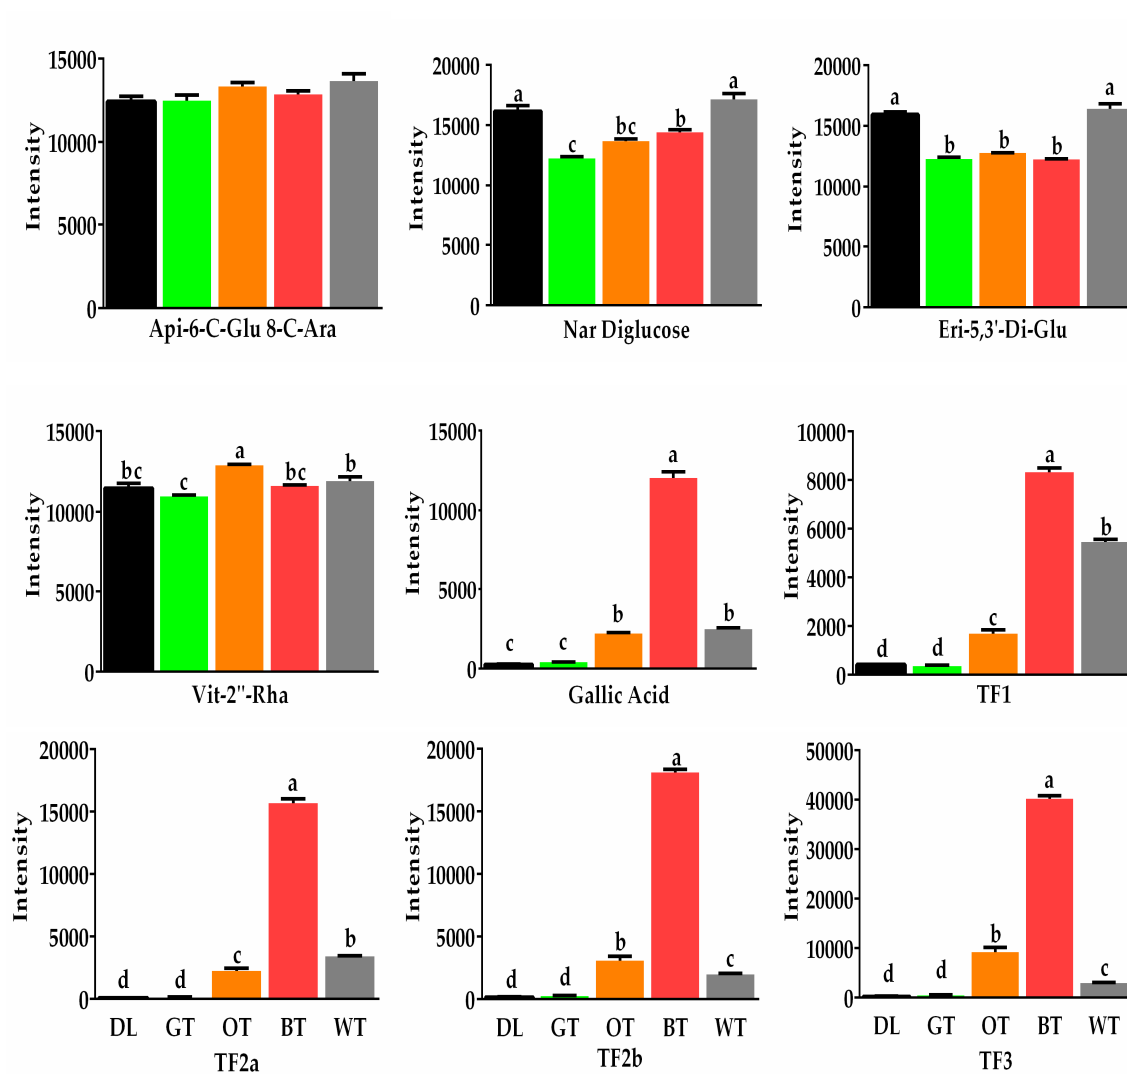 15000
10000
5000
0
Intensity
Api-6-C-Glu 8-C-Ara
20000
15000
10000
5000
0
Intensity
a
c
bc
b
a
Nar Diglucose
20000
15000
10000
5000
0
Intensity
a
b
b
b
a
Eri-5,3'-Di-Glu
15000
10000
5000
0
Intensity
bc
c
a
bc
b
Vit-2''-Rha
15000
10000
5000
0
Intensity
c
c
b
a
b
Gallic Acid
10000
8000
6000
4000
2000
0
Intensity
d
d
c
a
b
TF1
20000
15000
10000
5000
0
Intensity
d
d
c
a
b
DL GT OT BT WT
TF2a
20000
15000
10000
5000
0
Intensity
d
d
b
a
c
DL GT OT BT WT
TF2b
50000
40000
30000
20000
10000
0
Intensity
d
d
b
a
c
DL GT OT BT WT
TF3